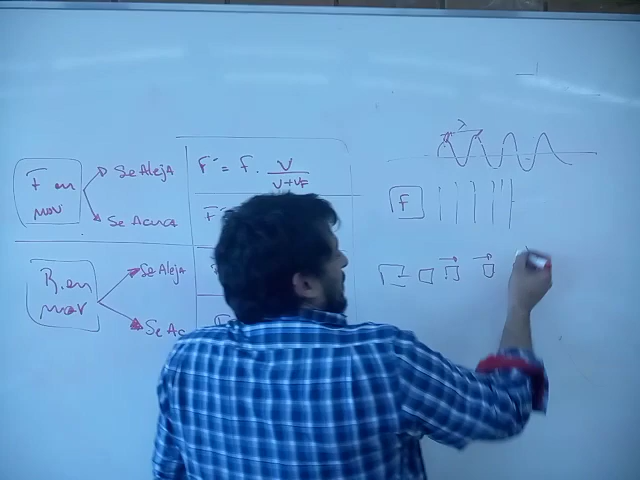 F en
mov
Se Aleja
Se Acerca
F' = f · V
V + VF
F
R. en
mov
Se Aleja
Se Ac
λ
f